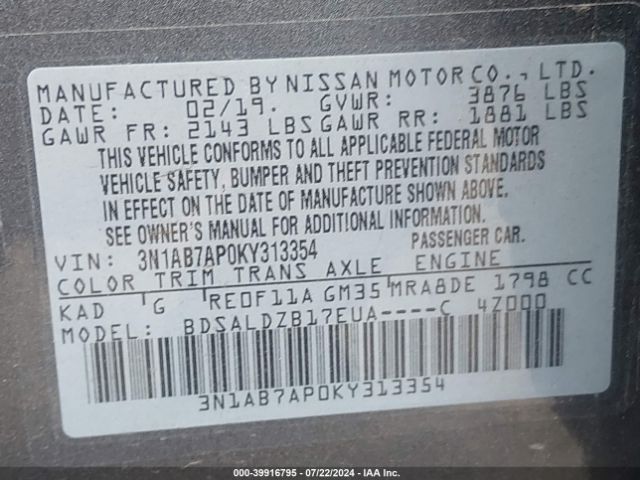 MANUFACTURED BY NISSAN MOTOR CO., LTD.
DATE: 02/19. GVWR: 3876 LBS
GAWR FR: 2143 LBS GAWR RR: 1881 LBS
THIS VEHICLE CONFORMS TO ALL APPLICABLE FEDERAL MOTOR
VEHICLE SAFETY, BUMPER AND THEFT PREVENTION STANDARDS
IN EFFECT ON THE DATE OF MANUFACTURE SHOWN ABOVE.
SEE OWNER'S MANUAL FOR ADDITIONAL INFORMATION.
VIN: 3N1AB7AP0KY313354 PASSENGER CAR.
COLOR TRIM TRANS AXLE ENGINE
KAD G RE0F11A GM35 MRA8DE 1798 CC
MODEL: BDSALDZB17EUA----C 4Z000
3N1AB7AP0KY313354
000-39916795 - 07/22/2024 - IAA Inc.